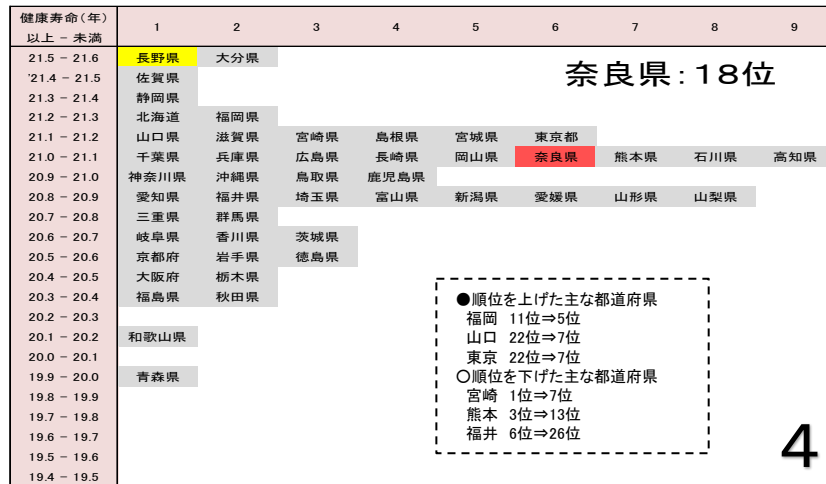 健康寿命(年)
以上 - 未満
1 2 3 4 5 6 7 8 9
21.5 - 21.6 長野県 大分県
'21.4 - 21.5 佐賀県
21.3 - 21.4 静岡県
奈良県:18位
21.2 - 21.3 北海道 福岡県
21.1 - 21.2 山口県 滋賀県 宮崎県 島根県 宮城県 東京都
21.0 - 21.1 千葉県 兵庫県 広島県 長崎県 岡山県 奈良県 熊本県 石川県 高知県
20.9 - 21.0 神奈川県 沖縄県 鳥取県 鹿児島県
20.8 - 20.9 愛知県 福井県 埼玉県 富山県 新潟県 愛媛県 山形県 山梨県
20.7 - 20.8 三重県 群馬県
20.6 - 20.7 岐阜県 香川県 茨城県
20.5 - 20.6 京都府 岩手県 徳島県
20.4 - 20.5 大阪府 栃木県
20.3 - 20.4 福島県 秋田県
20.2 - 20.3
20.1 - 20.2 和歌山県
20.0 - 20.1
19.9 - 20.0 青森県
19.8 - 19.9
19.7 - 19.8
19.6 - 19.7
19.5 - 19.6
19.4 - 19.5
●順位を上げた主な都道府県
福岡 11位⇒5位
山口 22位⇒7位
東京 22位⇒7位
○順位を下げた主な都道府県
宮崎 1位⇒7位
熊本 3位⇒13位
福井 6位⇒26位
4